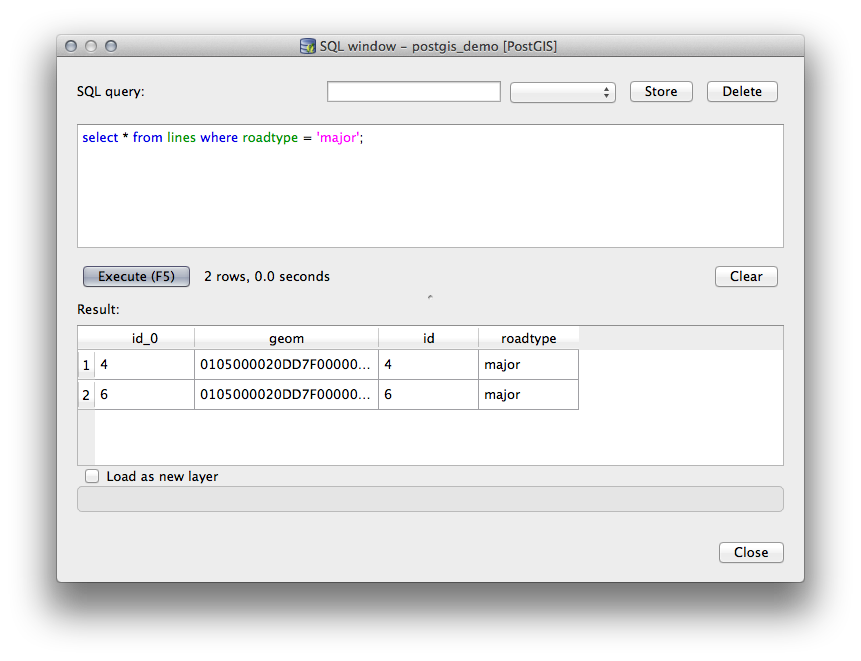 SQL window – postgis_demo [PostGIS]
SQL query: Store Delete
select * from lines where roadtype = 'major';
Execute (F5) 2 rows, 0.0 seconds Clear
Result:
id_0 geom id roadtype
1 4 0105000020DD7F00000... 4 major
2 6 0105000020DD7F00000... 6 major
Load as new layer
Close